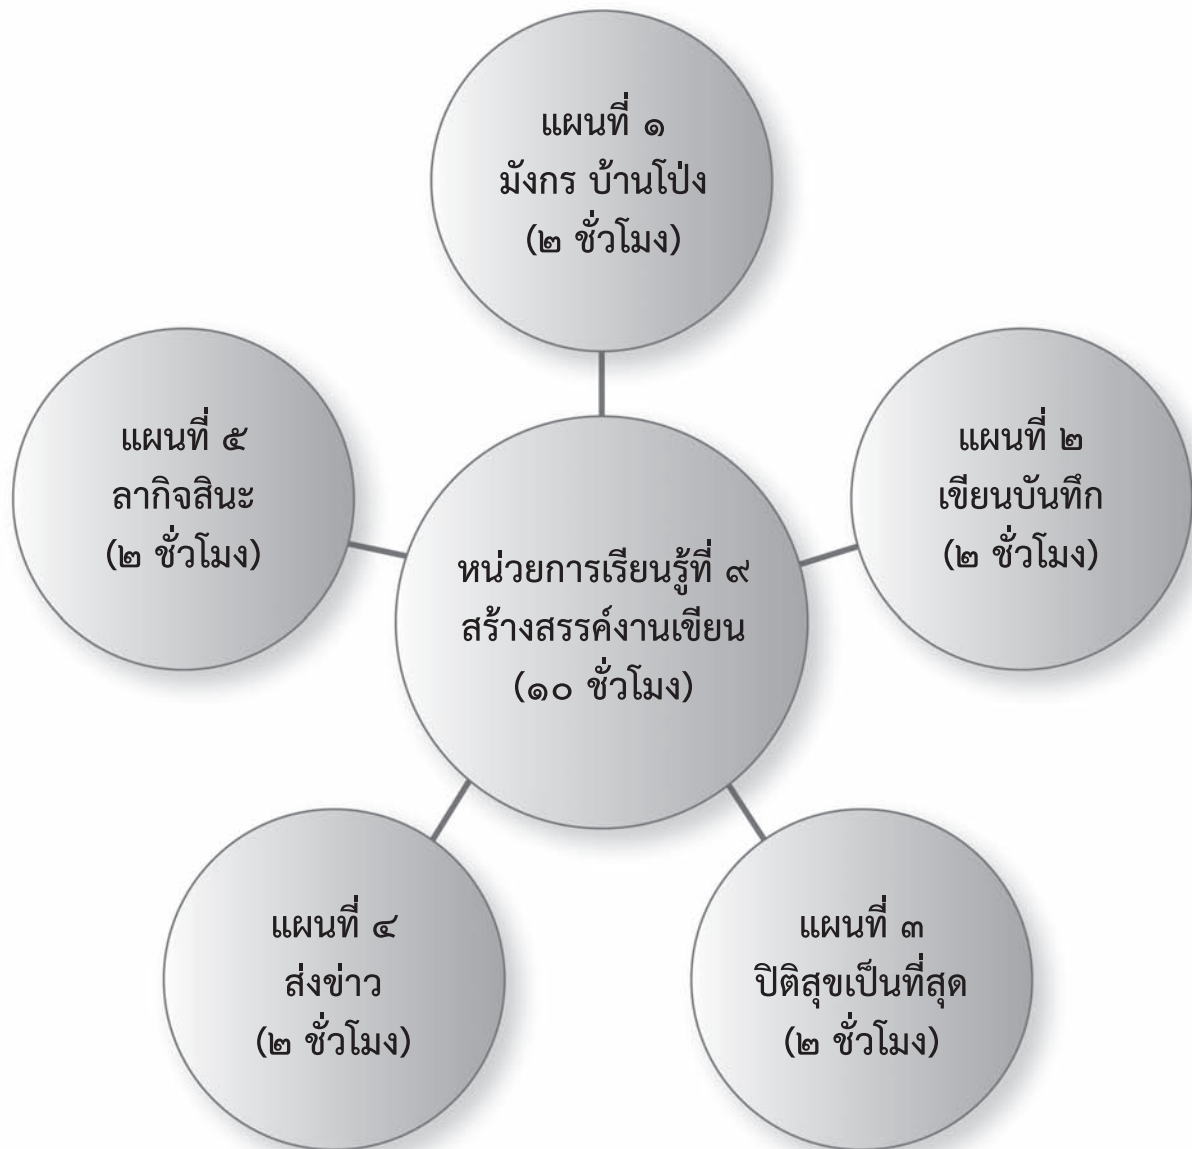 แผนที่ ๑
มังกร บ้านโป่ง
(๒ ชั่วโมง)
แผนที่ ๕
ลากิจสินะ
(๒ ชั่วโมง)
แผนที่ ๒
เขียนบันทึก
(๒ ชั่วโมง)
หน่วยการเรียนรู้ที่ ๙
สร้างสรรค์งานเขียน
(๑๐ ชั่วโมง)
แผนที่ ๔
ส่งข่าว
(๒ ชั่วโมง)
แผนที่ ๓
ปิติสุขเป็นที่สุด
(๒ ชั่วโมง)